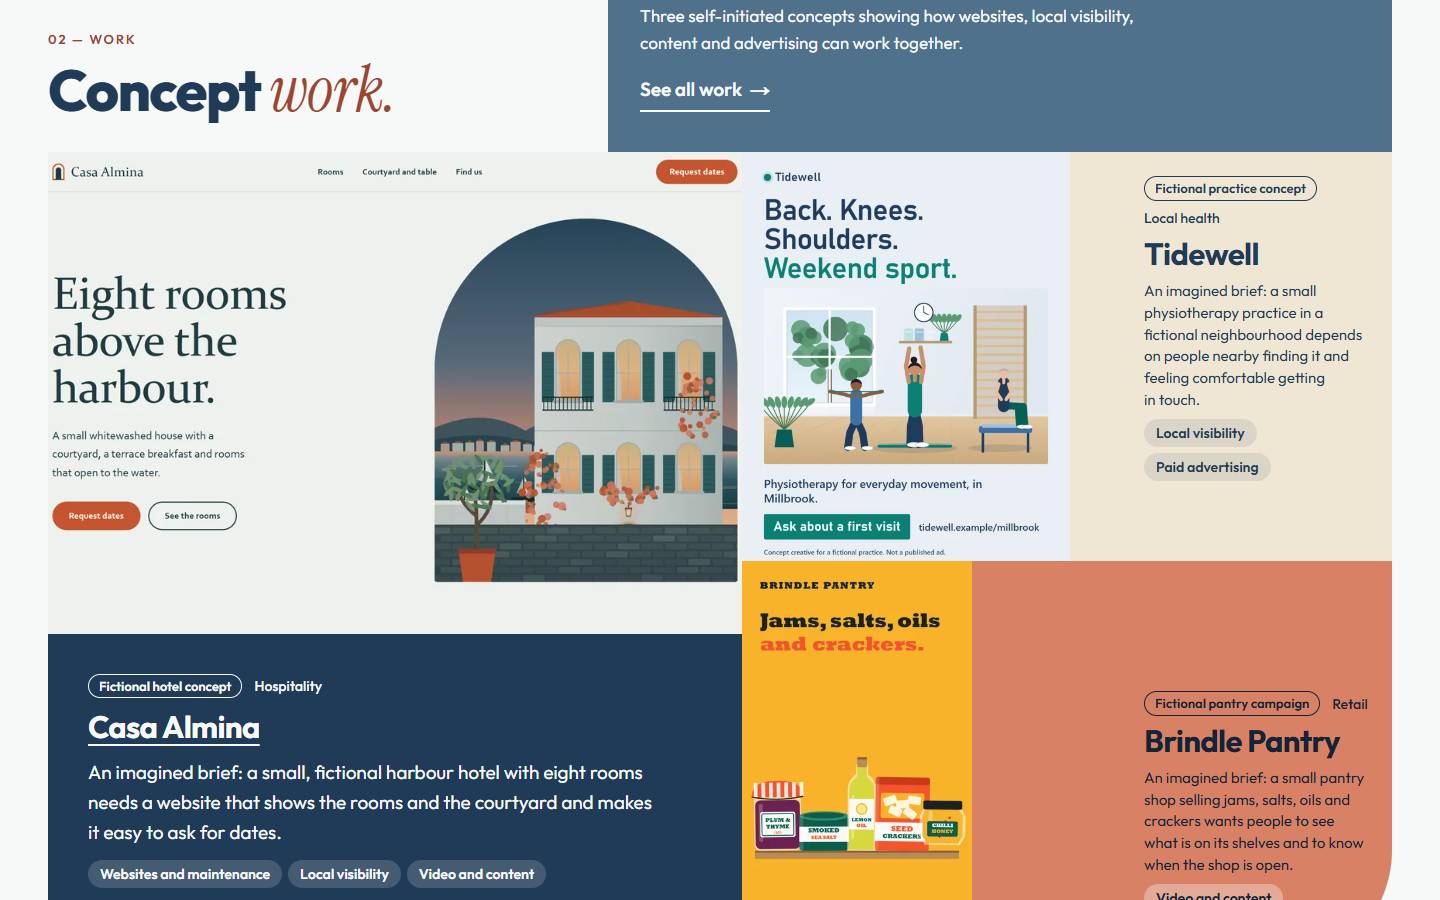 02 — WORK
Concept work.
Three self-initiated concepts showing how websites, local visibility,
content and advertising can work together.
See all work →
Casa Almina
Rooms
Courtyard and table
Find us
Request dates
Eight rooms
above the
harbour.
A small whitewashed house with a
courtyard, a terrace breakfast and rooms
that open to the water.
Request dates
See the rooms
Fictional hotel concept
Hospitality
Casa Almina
An imagined brief: a small, fictional harbour hotel with eight rooms
needs a website that shows the rooms and the courtyard and makes
it easy to ask for dates.
Websites and maintenance
Local visibility
Video and content
Tidewell
Back. Knees.
Shoulders.
Weekend sport.
Physiotherapy for everyday movement, in
Millbrook.
Ask about a first visit
tidewell.example/millbrook
Concept creative for a fictional practice. Not a published ad.
Fictional practice concept
Local health
Tidewell
An imagined brief: a small
physiotherapy practice in a
fictional neighbourhood depends
on people nearby finding it and
feeling comfortable getting
in touch.
Local visibility
Paid advertising
BRINDLE PANTRY
Jams, salts, oils
and crackers.
PLUM &
THYME
SMOKED
SEA SALT
LEMON
OIL
SEED
CRACKERS
CHILLI
HONEY
Fictional pantry campaign
Retail
Brindle Pantry
An imagined brief: a small pantry
shop selling jams, salts, oils and
crackers wants people to see
what is on its shelves and to know
when the shop is open.
Video and content